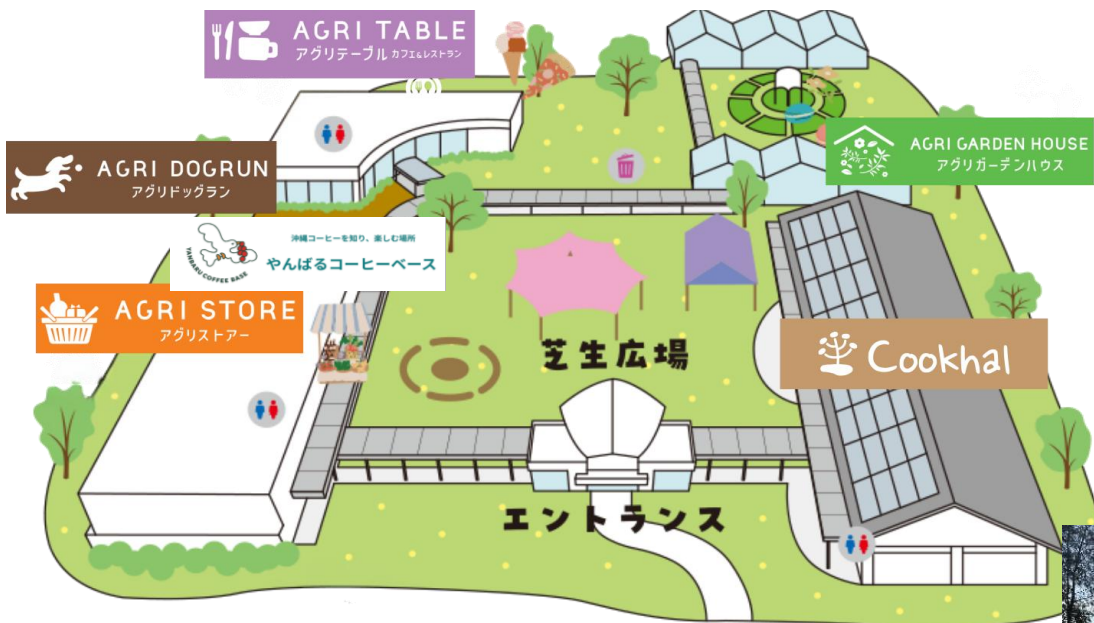 AGRI TABLE
アグリテーブル カフェ&レストラン
AGRI DOGRUN
アグリドッグラン
AGRI GARDEN HOUSE
アグリガーデンハウス
沖縄コーヒーを知り、楽しむ場所
やんばるコーヒーベース
YANBARU COFFEE BASE
AGRI STORE
アグリストアー
Cookhal
芝生広場
エントランス